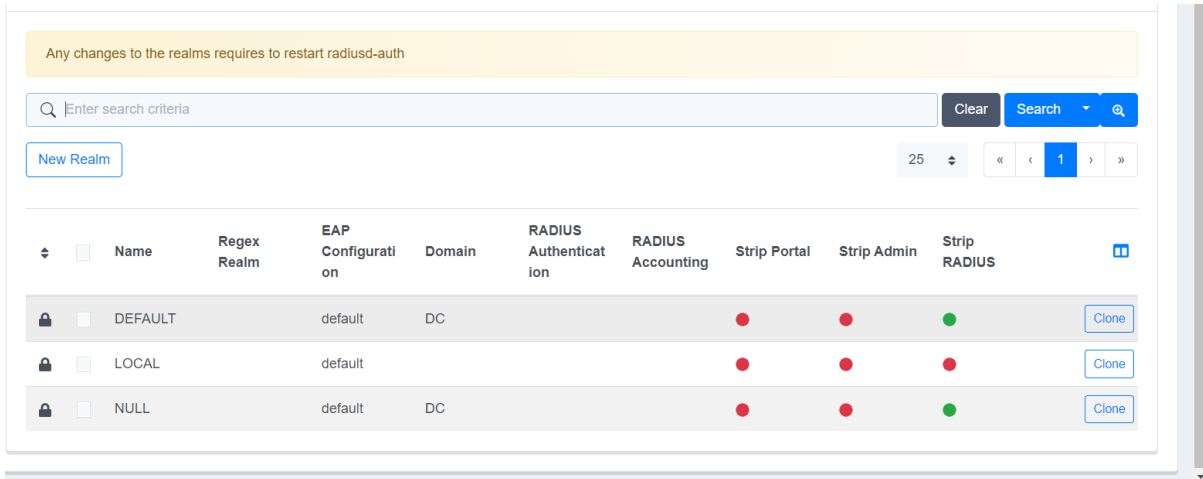 Any changes to the realms requires to restart radiusd-auth
Enter search criteria
Clear
Search
New Realm
25
« ‹ 1 › »
Name
Regex
Realm
EAP
Configurati
on
Domain
RADIUS
Authenticat
ion
RADIUS
Accounting
Strip Portal
Strip Admin
Strip
RADIUS
DEFAULT default DC Clone
LOCAL default Clone
NULL default DC Clone